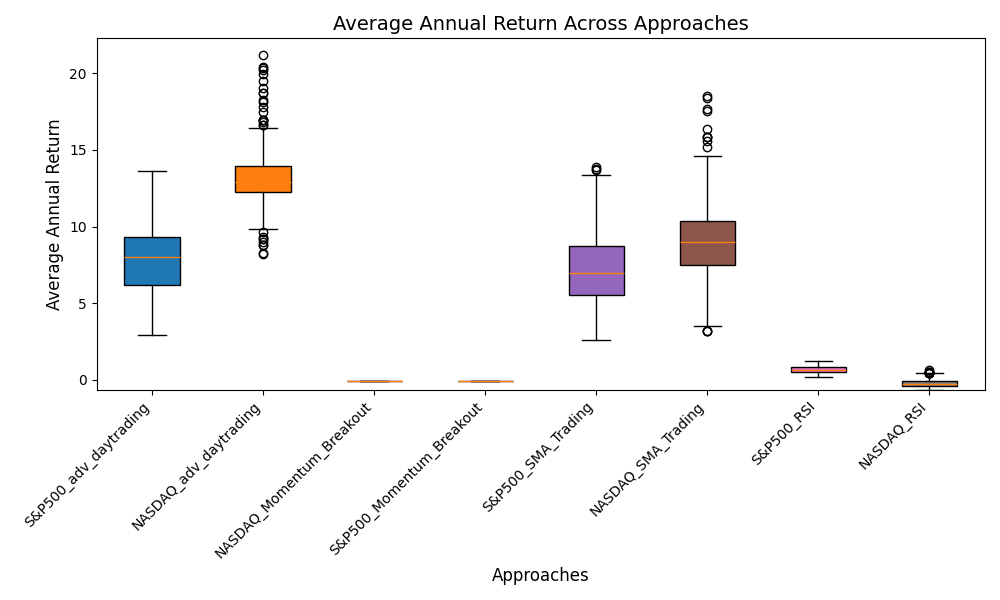 Average Annual Return Across Approaches
Average Annual Return
20
15
10
5
0
S&P500_adv_daytrading
NASDAQ_adv_daytrading
NASDAQ_Momentum_Breakout
S&P500_Momentum_Breakout
S&P500_SMA_Trading
NASDAQ_SMA_Trading
S&P500_RSI
NASDAQ_RSI
Approaches